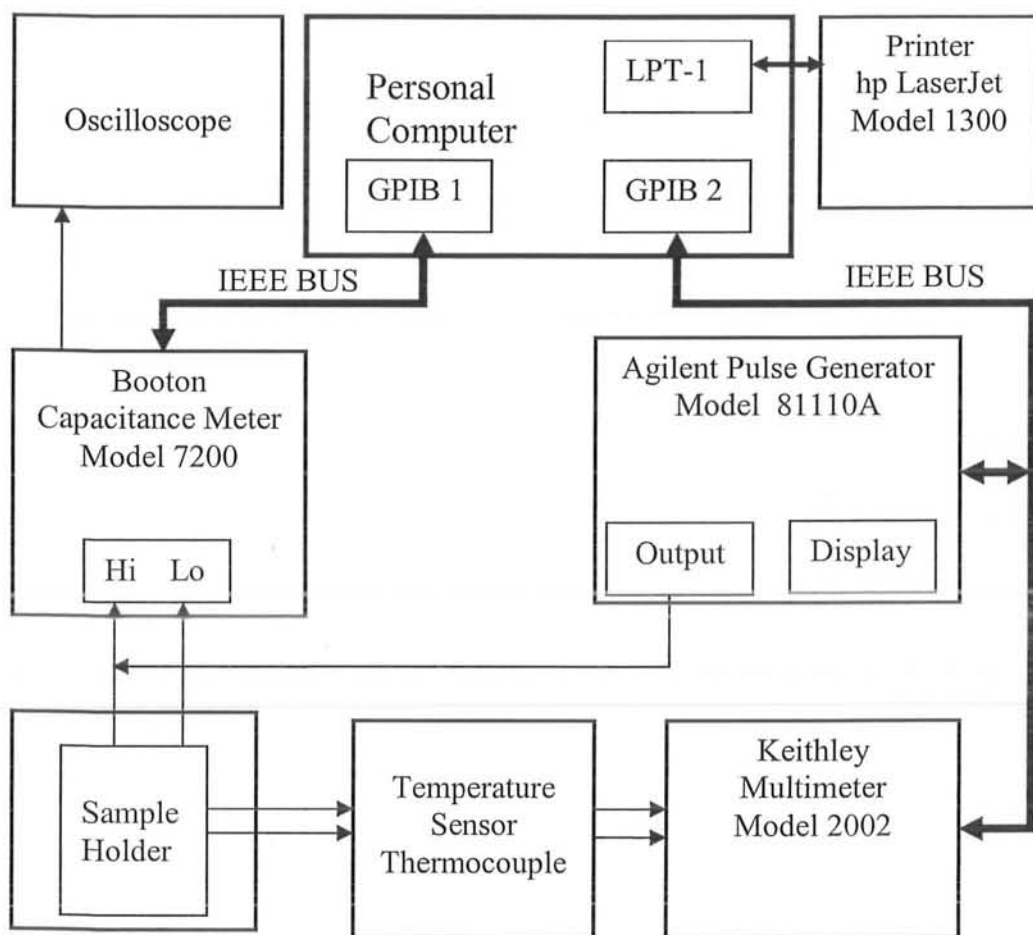 Oscilloscope
Personal
Computer
LPT-1
GPIB 1
GPIB 2
Printer
hp LaserJet
Model 1300
IEEE BUS
IEEE BUS
Booton
Capacitance Meter
Model 7200
Hi Lo
Agilent Pulse Generator
Model 81110A
Output
Display
Sample
Holder
Temperature
Sensor
Thermocouple
Keithley
Multimeter
Model 2002